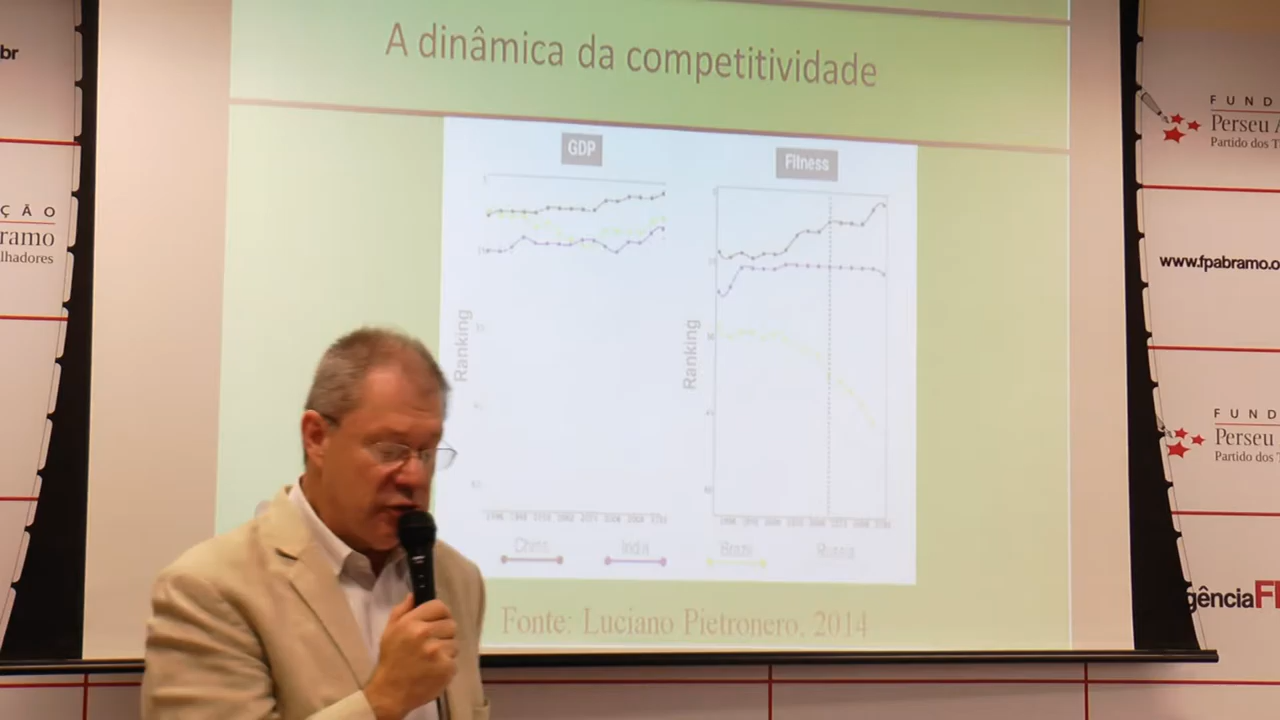 A dinâmica da competitividade
GDP
Fitness
Ranking
Ranking
China
India
Brazil
Russia
Fonte: Luciano Pietronero, 2014
br
ÇÃO
ramo
lhadores
FUND
Perseu A
Partido dos T
www.fpabramo.o
FUND
Perseu
Partido dos T
gênciaF